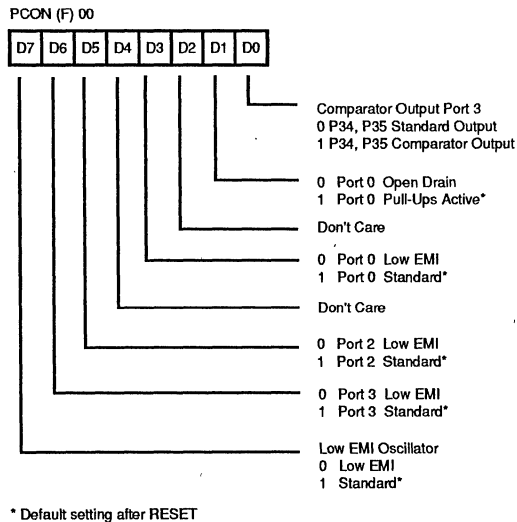 PCON (F) 00
D7 D6 D5 D4 D3 D2 D1 D0
Comparator Output Port 3
0 P34, P35 Standard Output
1 P34, P35 Comparator Output
0 Port 0 Open Drain
1 Port 0 Pull-Ups Active*
Don't Care
0 Port 0 Low EMI
1 Port 0 Standard*
Don't Care
0 Port 2 Low EMI
1 Port 2 Standard*
0 Port 3 Low EMI
1 Port 3 Standard*
Low EMI Oscillator
0 Low EMI
1 Standard*
* Default setting after RESET